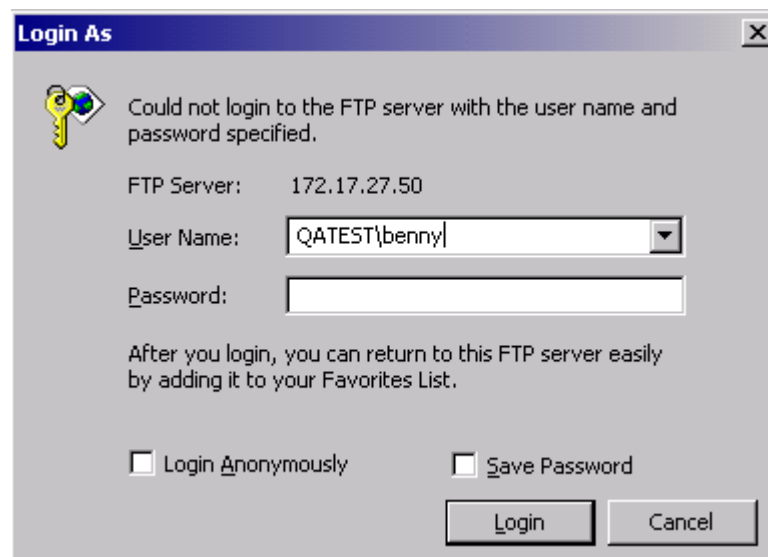 Login As
Could not login to the FTP server with the user name and
password specified.
FTP Server: 172.17.27.50
User Name: QATEST\benny
Password:
After you login, you can return to this FTP server easily
by adding it to your Favorites List.
Login Anonymously Save Password
Login Cancel